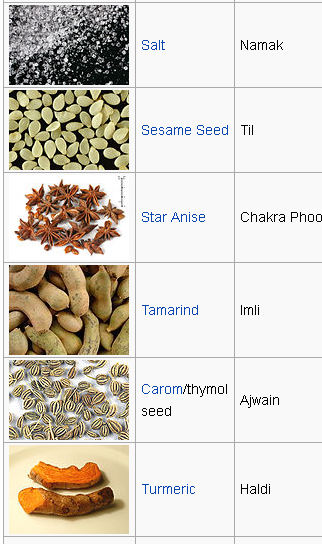 Salt Namak
Sesame Seed Til
Star Anise Chakra Phoo
Tamarind Imli
Carom/thymol
seed Ajwain
Turmeric Haldi